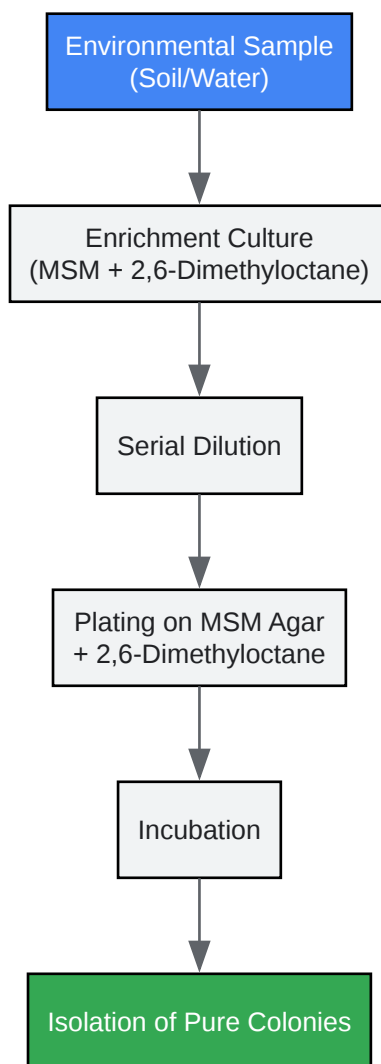 Environmental Sample
(Soil/Water)
Enrichment Culture
(MSM + 2,6-Dimethyloctane)
Serial Dilution
Plating on MSM Agar
+ 2,6-Dimethyloctane
Incubation
Isolation of Pure Colonies